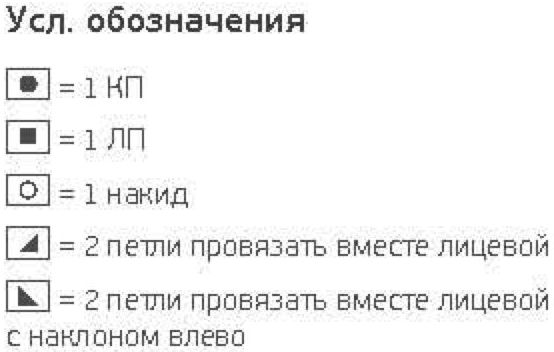 Усл. обозначения
= 1 КП
= 1 ЛП
= 1 накид
= 2 петли провязать вместе лицевой
= 2 петли провязать вместе лицевой
с наклоном влево